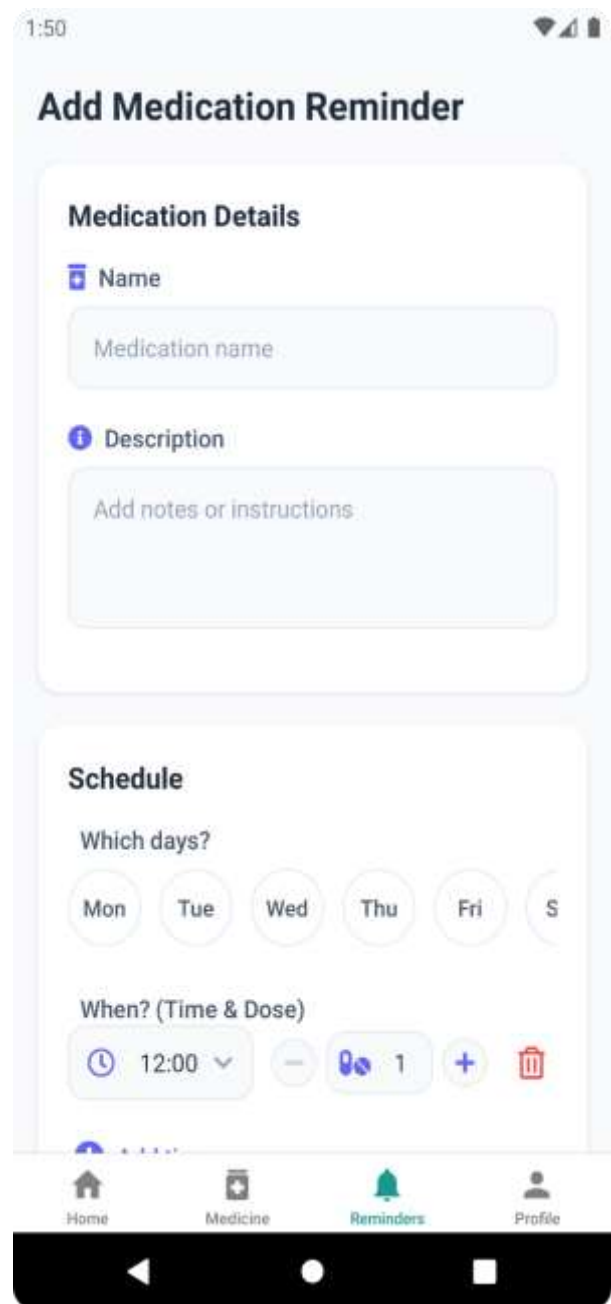 1:50
Add Medication Reminder
Medication Details
Name
Medication name
Description
Add notes or instructions
Schedule
Which days?
Mon Tue Wed Thu Fri S
When? (Time & Dose)
12:00 1
Home Medicine Reminders Profile